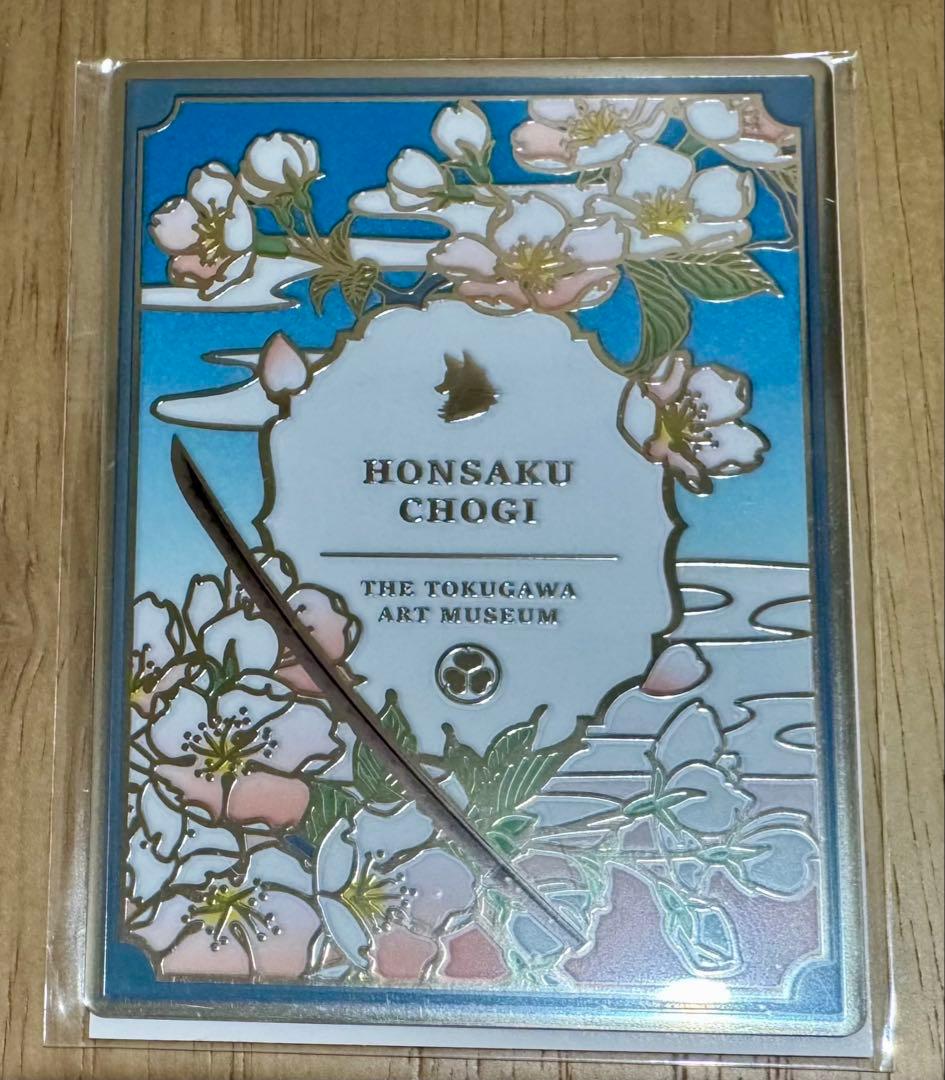 HONSAKU
CHOGI
THE TOKUGAWA
ART MUSEUM